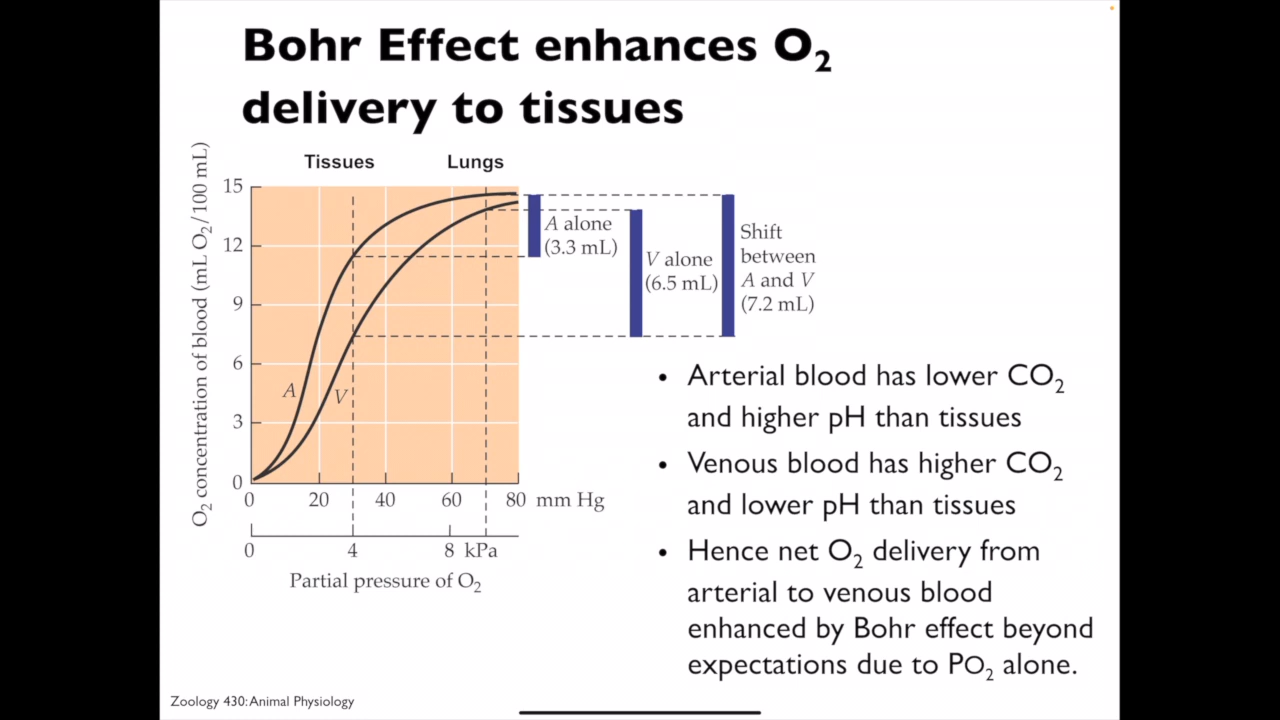 Bohr Effect enhances O2
delivery to tissues
Tissues
Lungs
O2 concentration of blood (mL O2/100 mL)
15
12
9
6
3
0
A
V
0 20 40 60 80 mm Hg
0 4 8 kPa
Partial pressure of O2
A alone
(3.3 mL)
V alone
(6.5 mL)
Shift
between
A and V
(7.2 mL)
• Arterial blood has lower CO2
and higher pH than tissues
• Venous blood has higher CO2
and lower pH than tissues
• Hence net O2 delivery from
arterial to venous blood
enhanced by Bohr effect beyond
expectations due to PO2 alone.
Zoology 430: Animal Physiology